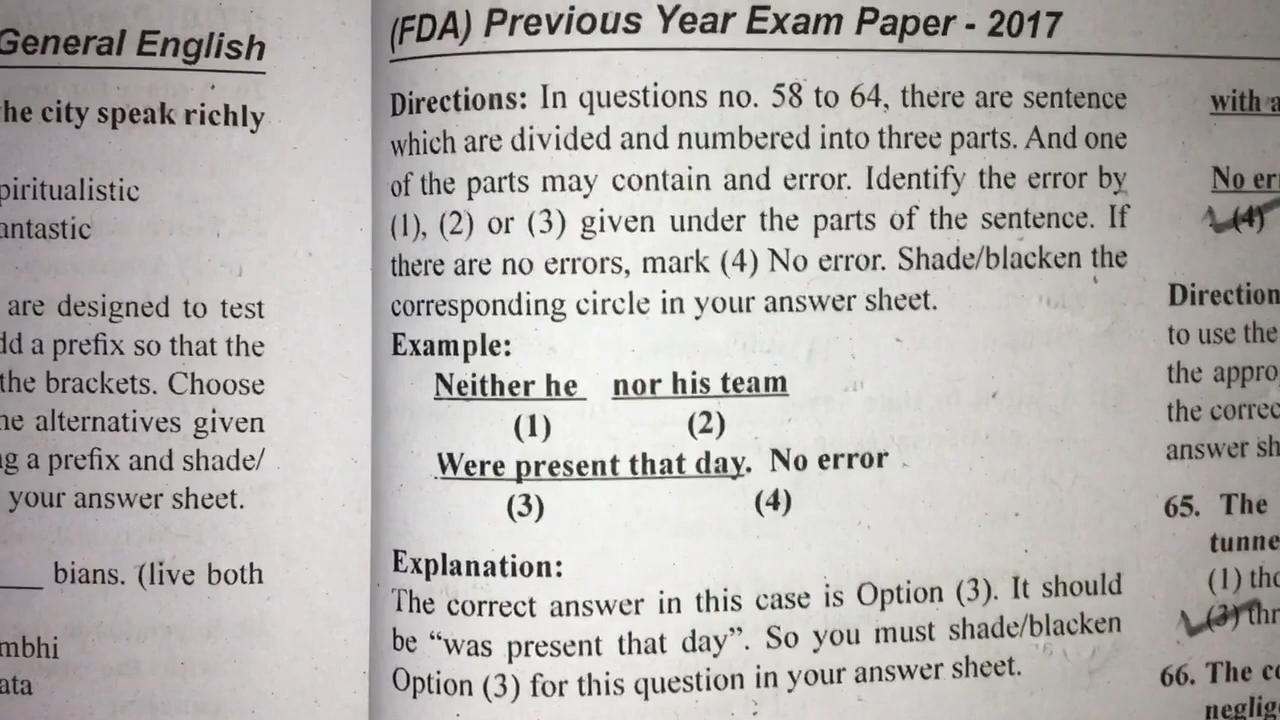 General English
he city speak richly
piritualistic
antastic
are designed to test
dd a prefix so that the
the brackets. Choose
ne alternatives given
ng a prefix and shade/
your answer sheet.
____ bians. (live both
mbhi
ata
(FDA) Previous Year Exam Paper - 2017
Directions: In questions no. 58 to 64, there are sentence
which are divided and numbered into three parts. And one
of the parts may contain and error. Identify the error by
(1), (2) or (3) given under the parts of the sentence. If
there are no errors, mark (4) No error. Shade/blacken the
corresponding circle in your answer sheet.
Example:
Neither he nor his team
(1) (2)
Were present that day. No error
(3) (4)
Explanation:
The correct answer in this case is Option (3). It should
be “was present that day”. So you must shade/blacken
Option (3) for this question in your answer sheet.
with a
No er
(4)
Direction
to use the
the appro
the correc
answer sh
65. The
tunne
(1) tho
(3) thr
66. The co
neglig